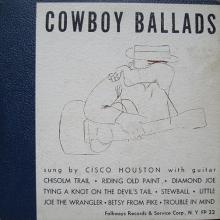 COWBOY BALLADS
sung by CISCO HOUSTON with guitar
CHISOLM TRAIL • RIDING OLD PAINT • DIAMOND JOE
TYING A KNOT ON THE DEVIL'S TAIL • STEWBALL • LITTLE
JOE THE WRANGLER • BETSY FROM PIKE • TROUBLE IN MIND
Folkways Records & Service Corp., N. Y. FP 22